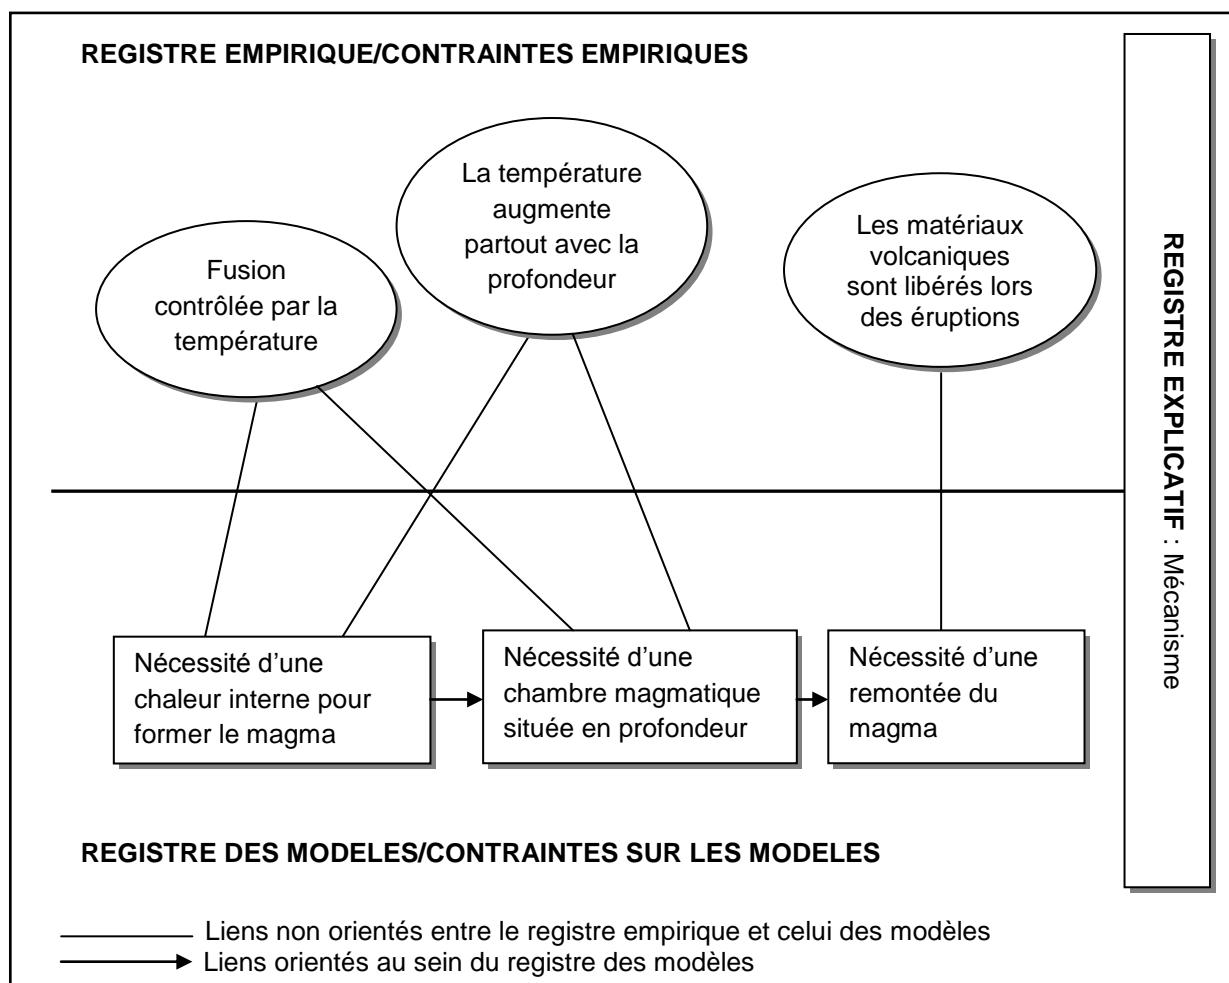 REGISTRE EMPIRIQUE/CONTRAINTES EMPIRIQUES
La température
augmente
partout avec la
profondeur
Fusion
contrôlée par la
température
Les matériaux
volcaniques
sont libérés lors
des éruptions
REGISTRE EXPLICATIF : Mécanisme
Nécessité d’une
chaleur interne pour
former le magma
Nécessité d’une
chambre magmatique
située en profondeur
Nécessité d’une
remontée du
magma
REGISTRE DES MODELES/CONTRAINTES SUR LES MODELES
Liens non orientés entre le registre empirique et celui des modèles
Liens orientés au sein du registre des modèles